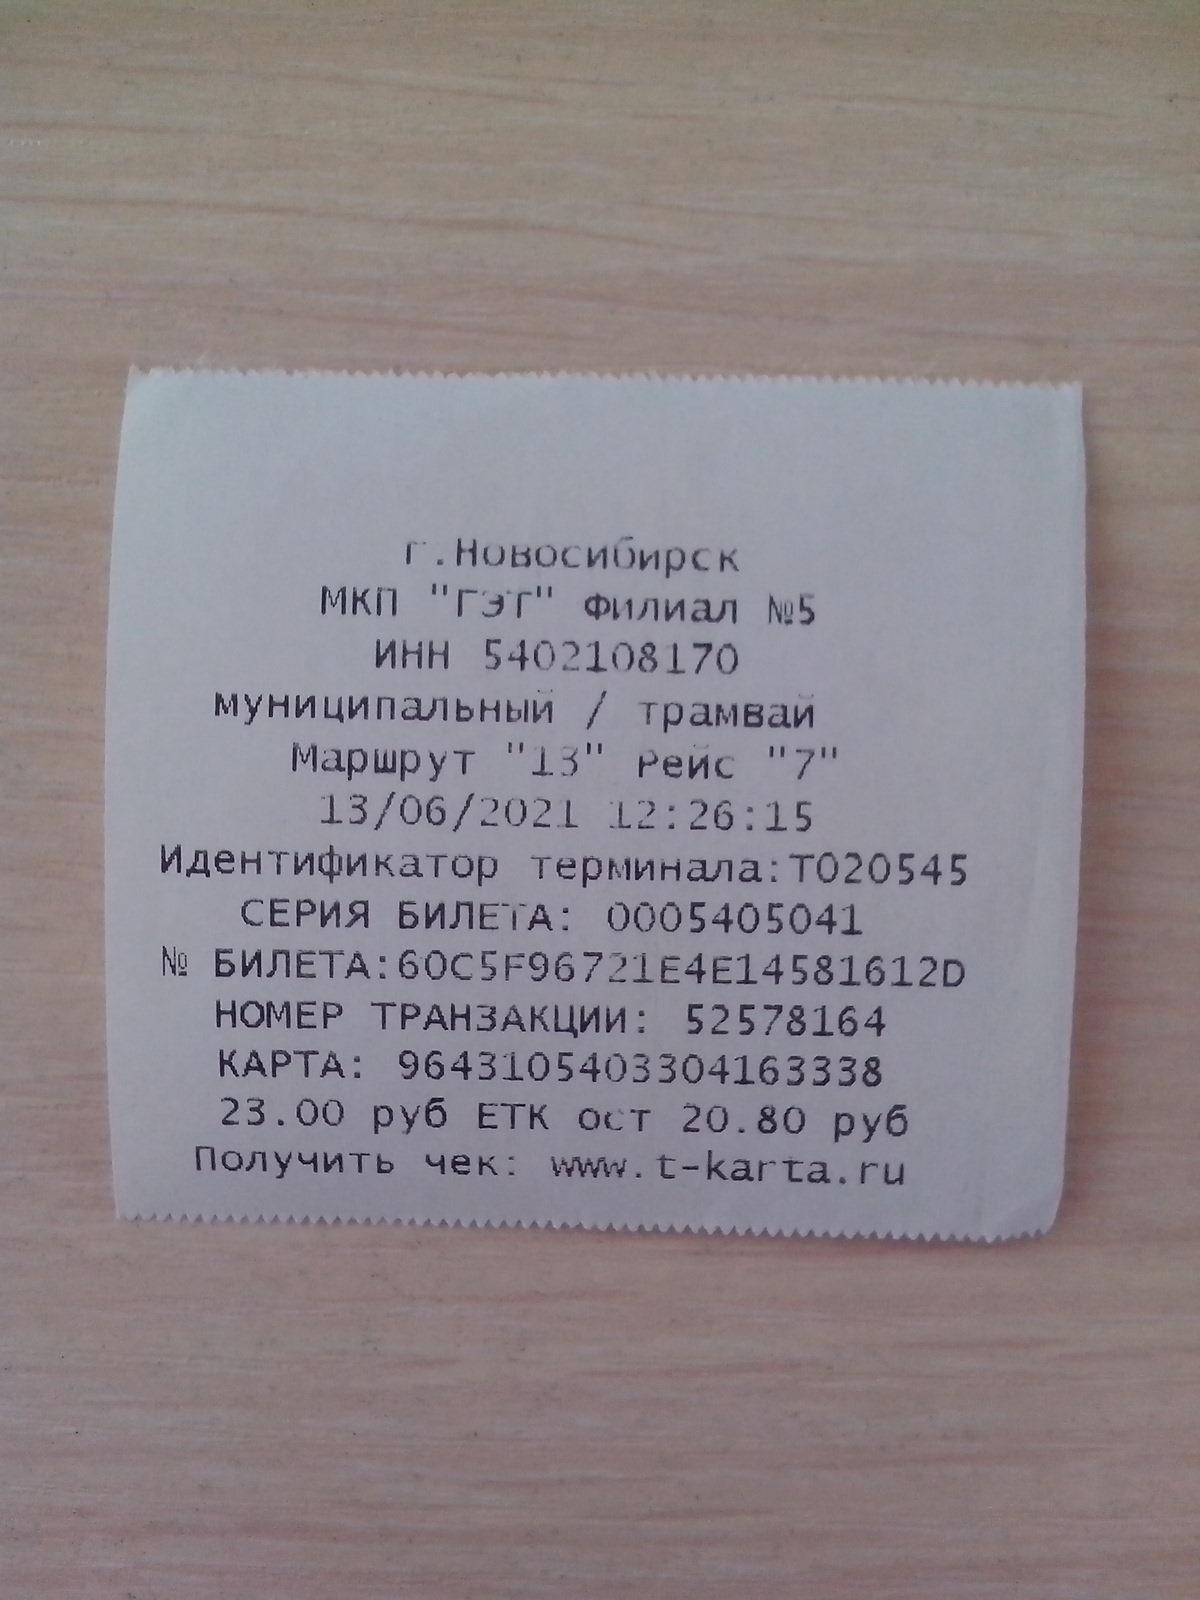 г.Новосибирск
МКП "ГЭТ" Филиал №5
ИНН 5402108170
муниципальный / трамвай
Маршрут "13" Рейс "7"
13/06/2021 12:26:15
Идентификатор терминала:T020545
СЕРИЯ БИЛЕТА: 0005405041
№ БИЛЕТА:60C5F96721E4E14581612D
НОМЕР ТРАНЗАКЦИИ: 52578164
КАРТА: 9643105403304163338
23.00 руб ЕТК ост 20.80 руб
Получить чек: www.t-karta.ru